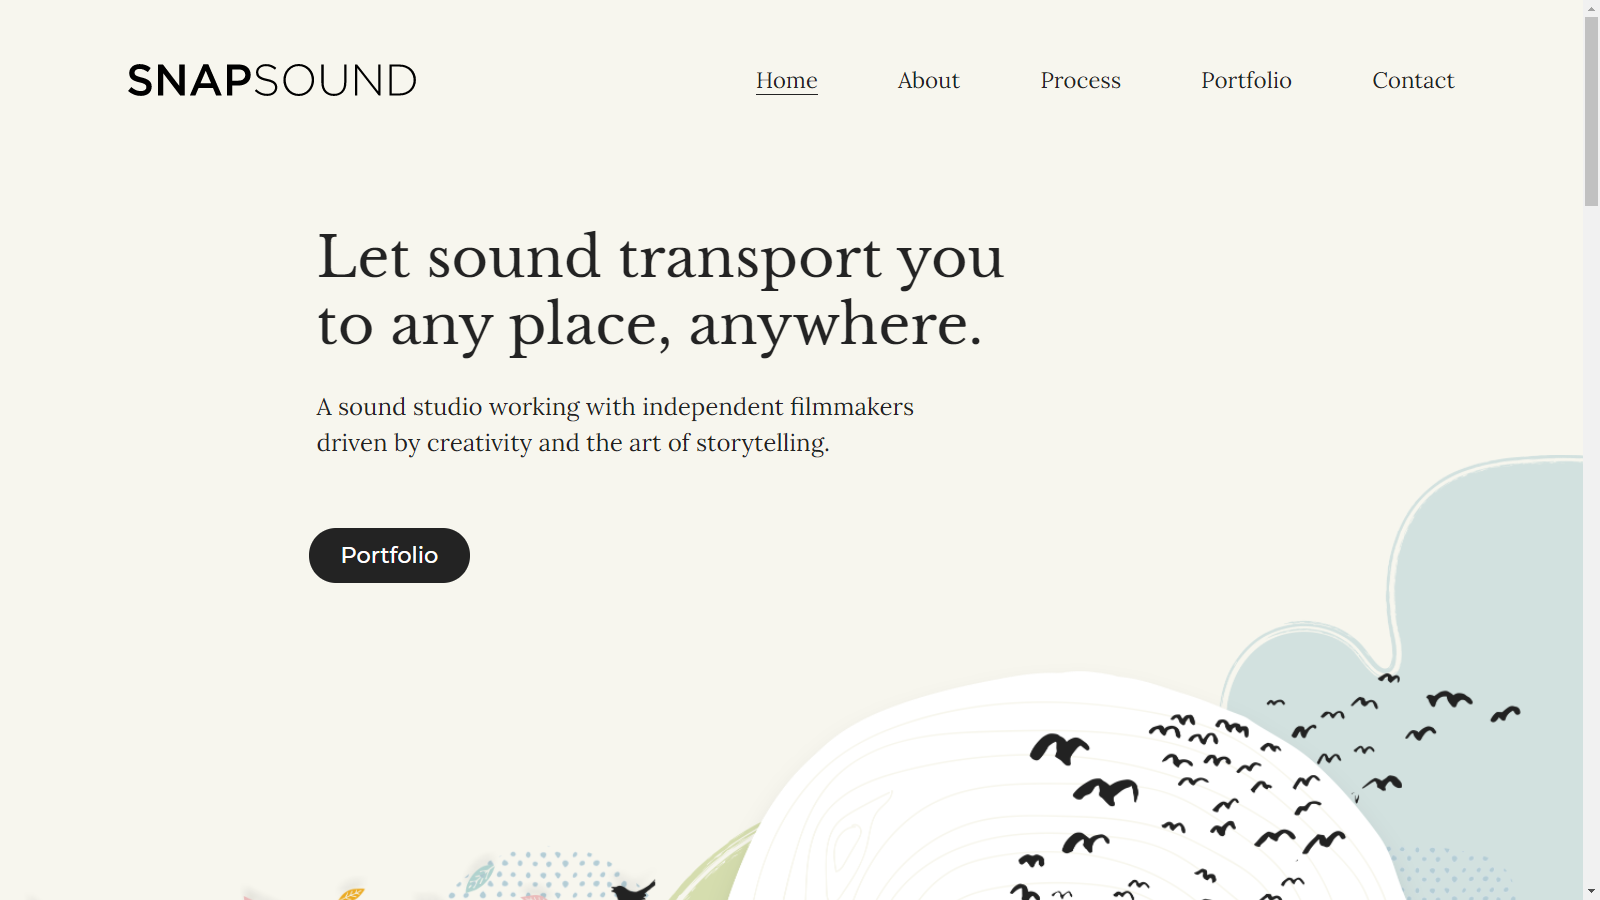 SNAPSOUND
Home About Process Portfolio Contact
Let sound transport you
to any place, anywhere.
A sound studio working with independent filmmakers
driven by creativity and the art of storytelling.
Portfolio